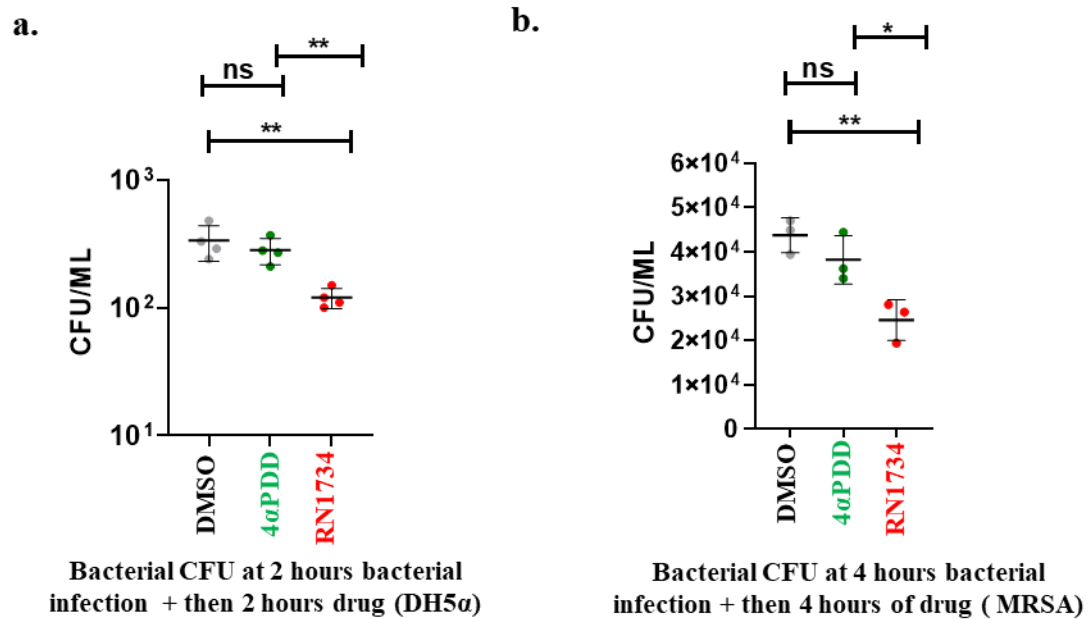 a.
**
ns
**
10³
10²
10¹
CFU/ML
DMSO
4αPDD
RN1734
Bacterial CFU at 2 hours bacterial
infection + then 2 hours drug (DH5α)
b.
*
ns
**
6×10⁴
5×10⁴
4×10⁴
3×10⁴
2×10⁴
1×10⁴
0
CFU/ML
DMSO
4αPDD
RN1734
Bacterial CFU at 4 hours bacterial
infection + then 4 hours of drug ( MRSA)